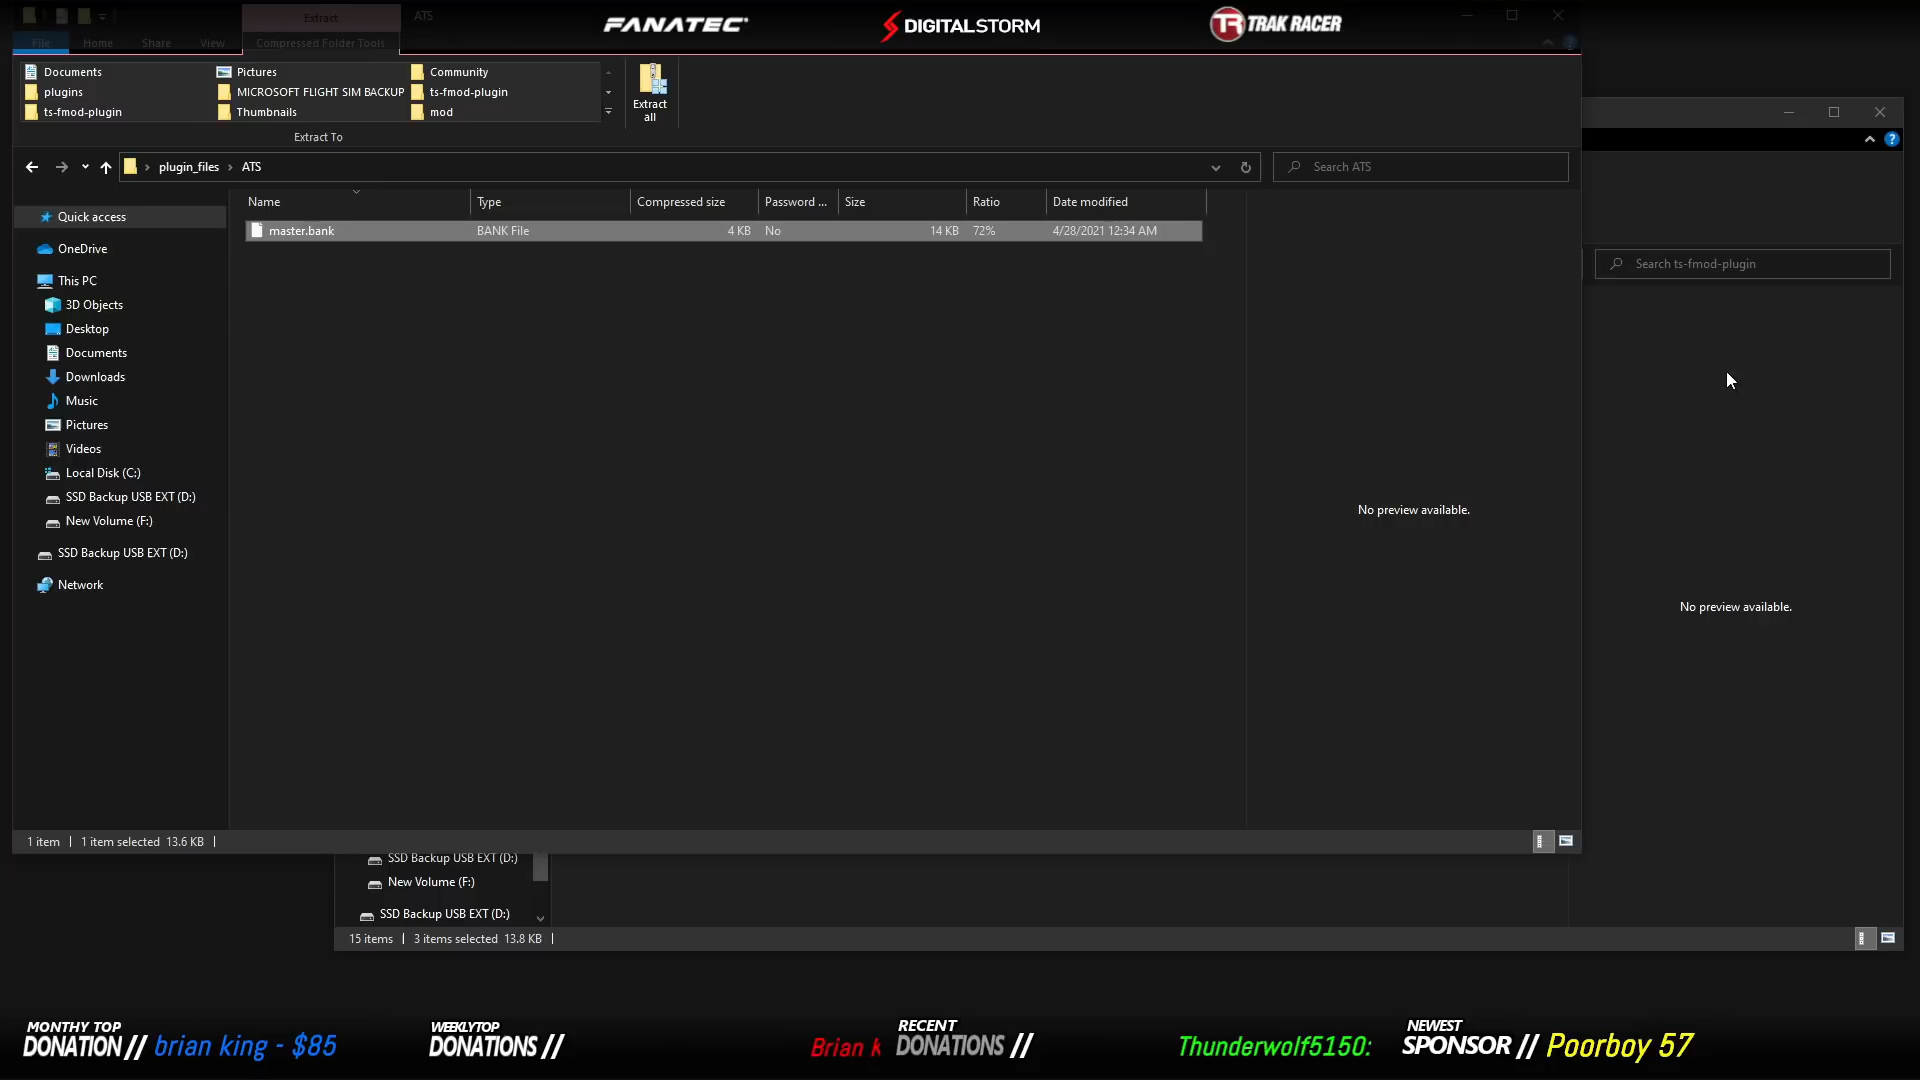 Extract
ATS
FANATEC
DIGITALSTORM
TR TRAK RACER
File
Home
Share
View
Compressed Folder Tools
Documents
Pictures
Community
plugins
MICROSOFT FLIGHT SIM BACKUP
ts-fmod-plugin
ts-fmod-plugin
Thumbnails
mod
Extract all
Extract To
plugin_files
ATS
Search ATS
Name
Type
Compressed size
Password ...
Size
Ratio
Date modified
master.bank
BANK File
4 KB
No
14 KB
72%
4/28/2021 12:34 AM
Quick access
OneDrive
This PC
3D Objects
Desktop
Documents
Downloads
Music
Pictures
Videos
Local Disk (C:)
SSD Backup USB EXT (D:)
New Volume (F:)
SSD Backup USB EXT (D:)
Network
No preview available.
1 item
1 item selected 13.6 KB
Search ts-fmod-plugin
No preview available.
SSD Backup USB EXT (D:)
New Volume (F:)
SSD Backup USB EXT (D:)
15 items
3 items selected 13.8 KB
MONTHY TOP
DONATION // brian king - $85
WEEKLYTOP
DONATIONS //
Brian k
RECENT
DONATIONS //
Thunderwolf5150:
NEWEST
SPONSOR // Poorboy 57